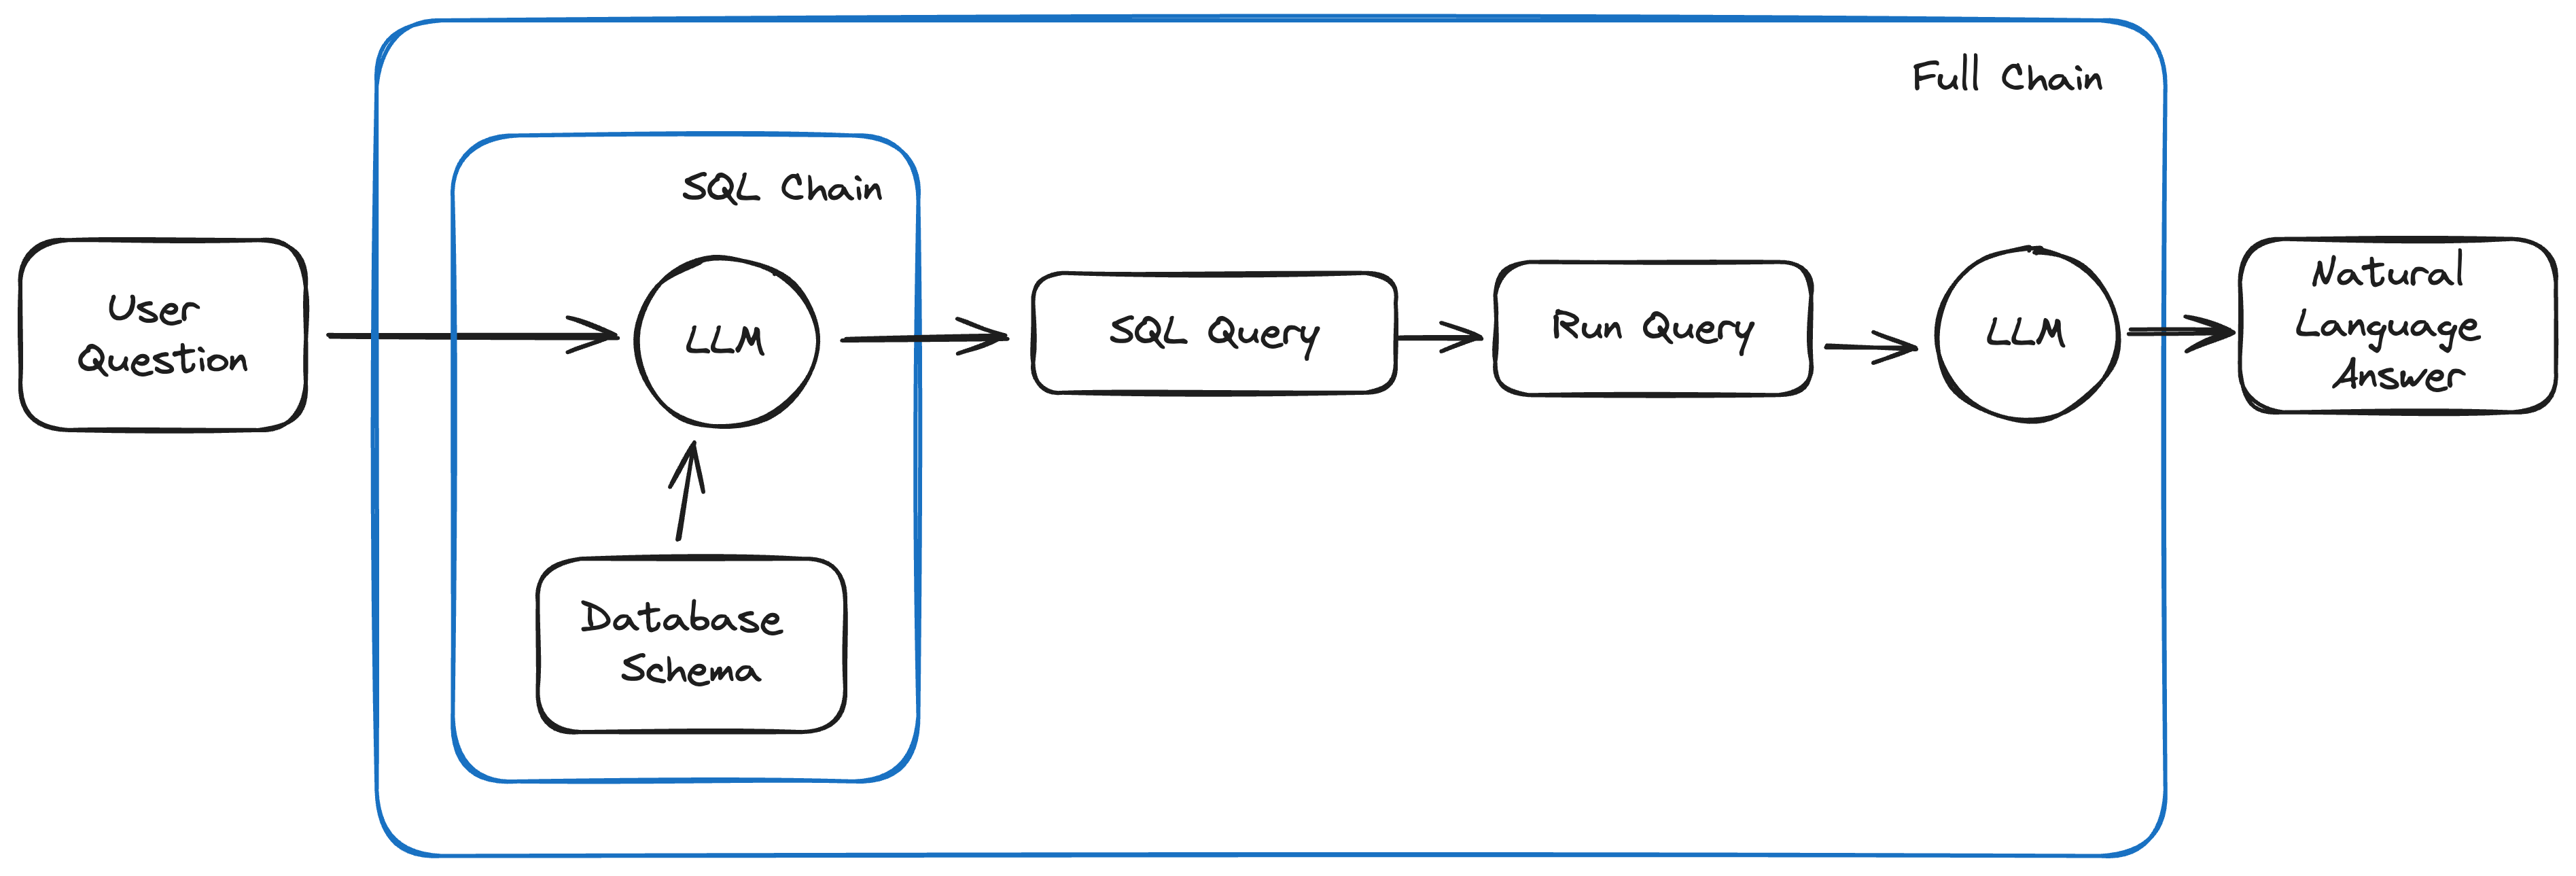 Full Chain
SQL Chain
User
Question
LLM
Database
Schema
SQL Query
Run Query
LLM
Natural
Language
Answer